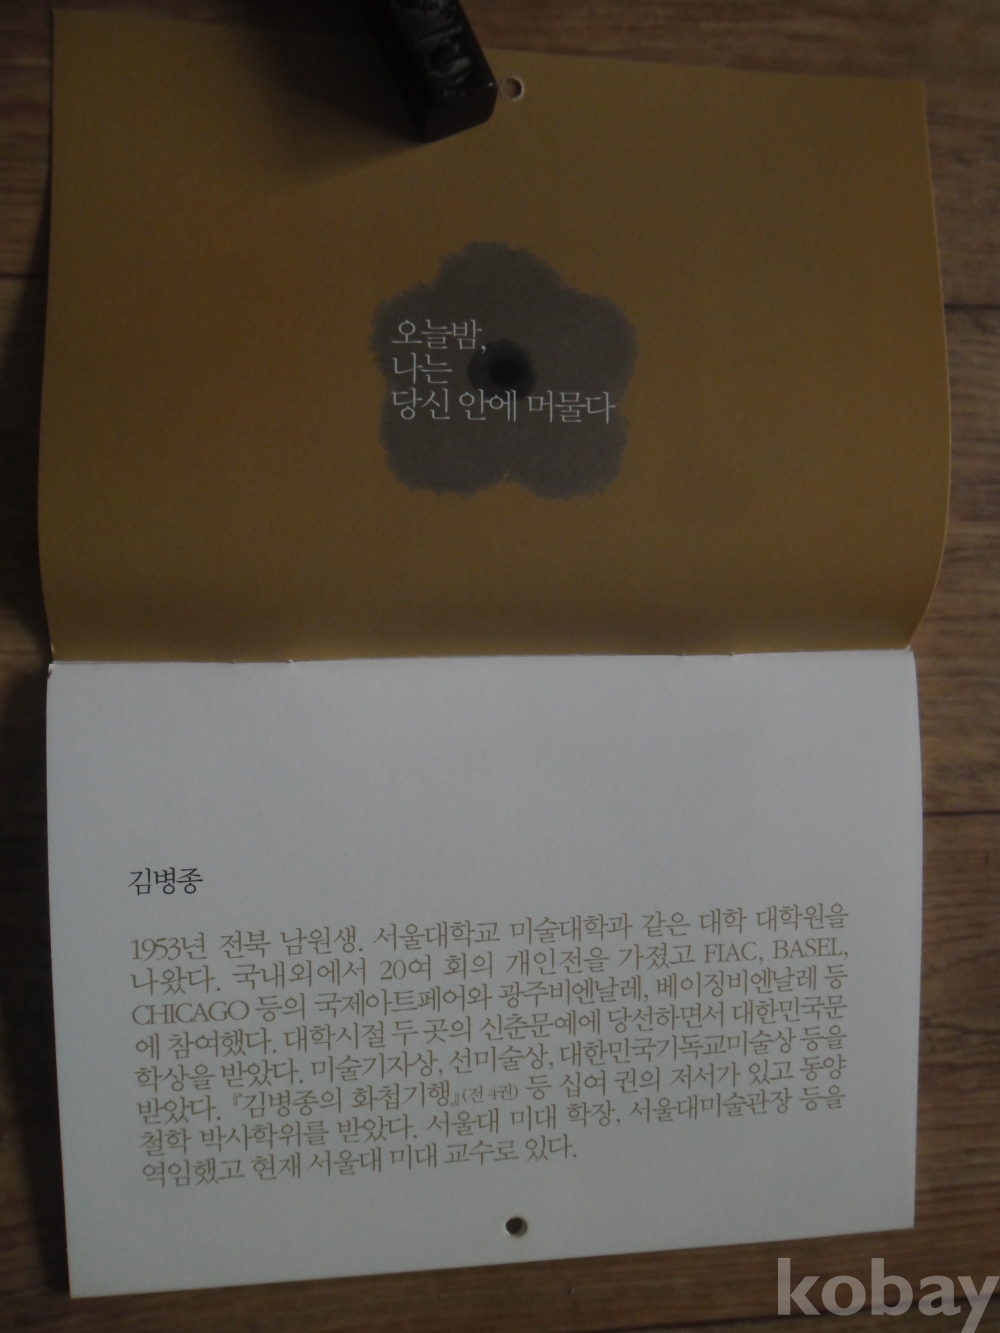 오늘밤,
나는
당신 안에 머물다
김병종
1953년 전북 남원생. 서울대학교 미술대학과 같은 대학 대학원을
나왔다. 국내외에서 20여 회의 개인전을 가졌고 FIAC, BASEL,
CHICAGO 등의 국제아트페어와 광주비엔날레, 베이징비엔날레 등
에 참여했다. 대학시절 두 곳의 신춘문예에 당선하면서 대한민국문
학상을 받았다. 미술기자상, 선미술상, 대한민국기독교미술상 등을
받았다. 『김병종의 화첩기행』(전 4권) 등 십여 권의 저서가 있고 동양
철학 박사학위를 받았다. 서울대 미대 학장, 서울대미술관장 등을
역임했고 현재 서울대 미대 교수로 있다.
kobay